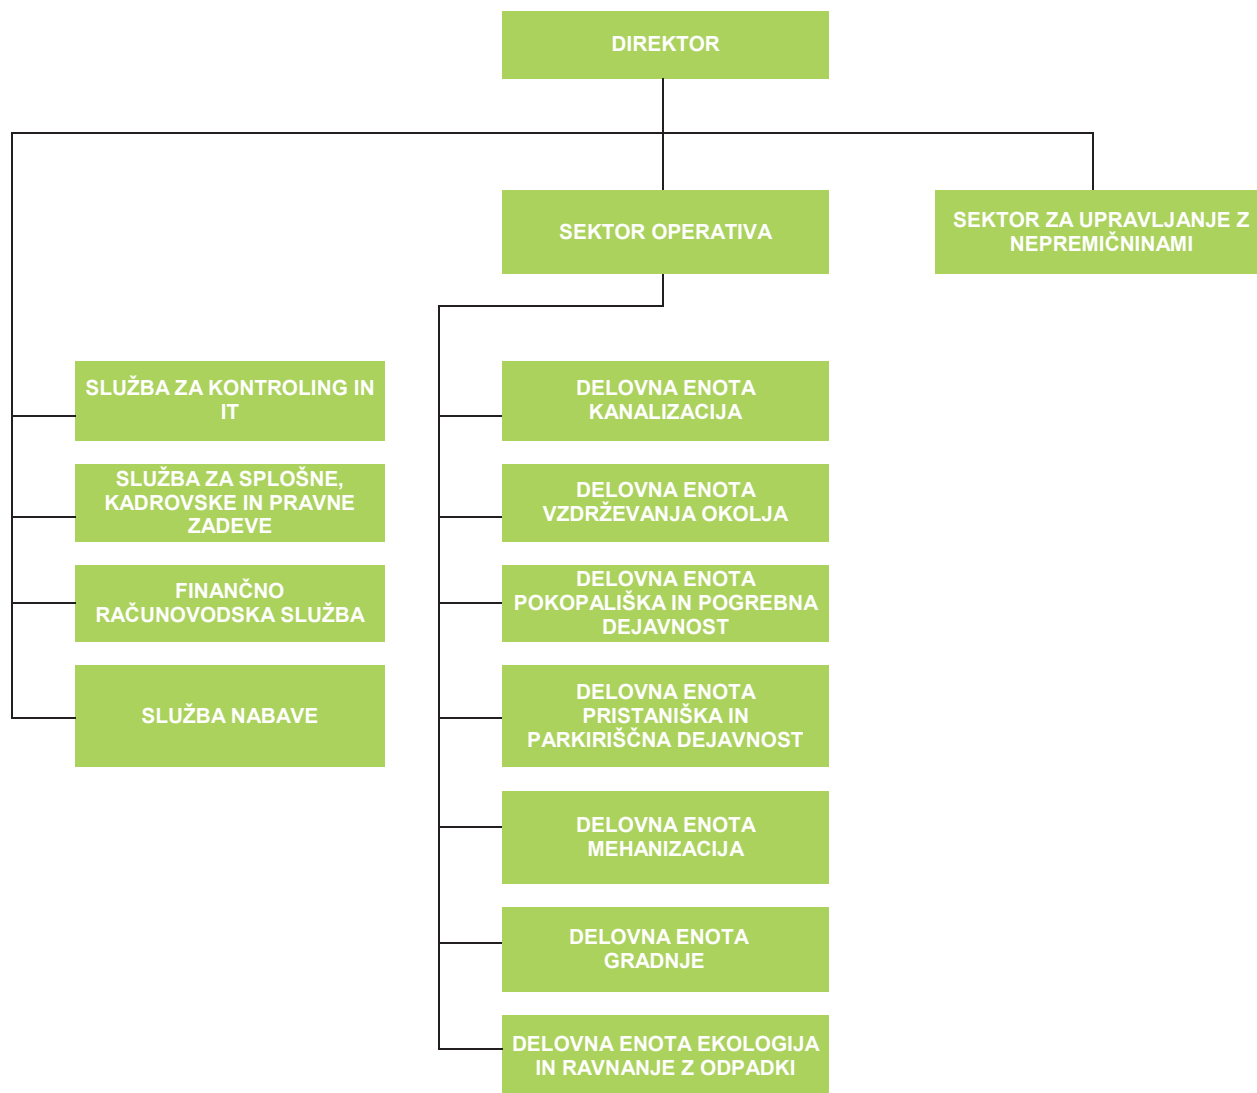 DIREKTOR
SEKTOR OPERATIVA
SEKTOR ZA UPRAVLJANJE Z
NEPREMIČNINAMI
SLUŽBA ZA KONTROLING IN
IT
SLUŽBA ZA SPLOŠNE,
KADROVSKE IN PRAVNE
ZADEVE
FINANČNO
RAČUNOVODSKA SLUŽBA
SLUŽBA NABAVE
DELOVNA ENOTA
KANALIZACIJA
DELOVNA ENOTA
VZDRŽEVANJA OKOLJA
DELOVNA ENOTA
POKOPALIŠKA IN POGREBNA
DEJAVNOST
DELOVNA ENOTA
PRISTANIŠKA IN
PARKIRIŠČNA DEJAVNOST
DELOVNA ENOTA
MEHANIZACIJA
DELOVNA ENOTA
GRADNJE
DELOVNA ENOTA EKOLOGIJA
IN RAVNANJE Z ODPADKI